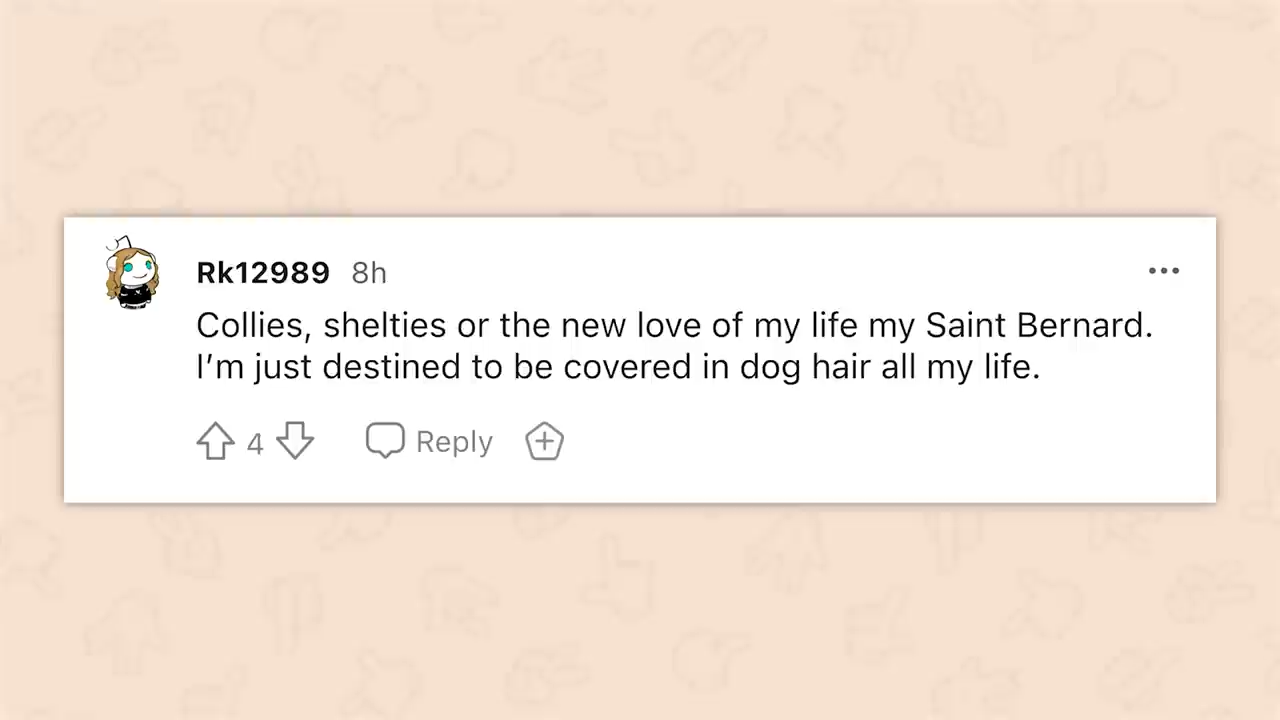 Rk12989 8h
Collies, shelties or the new love of my life my Saint Bernard.
I’m just destined to be covered in dog hair all my life.
4 Reply